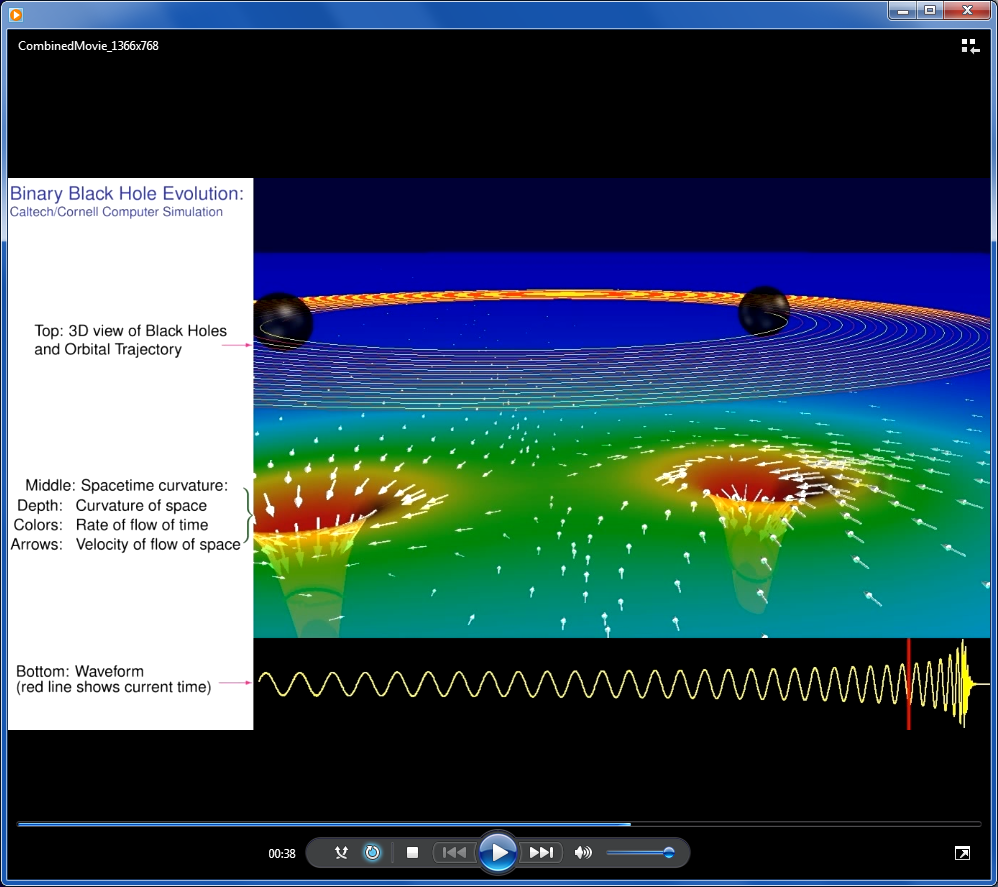 CombinedMovie_1366x768
Binary Black Hole Evolution:
Caltech/Cornell Computer Simulation
Top: 3D view of Black Holes
and Orbital Trajectory
Middle: Spacetime curvature:
Depth: Curvature of space
Colors: Rate of flow of time
Arrows: Velocity of flow of space
Bottom: Waveform
(red line shows current time)
00:38